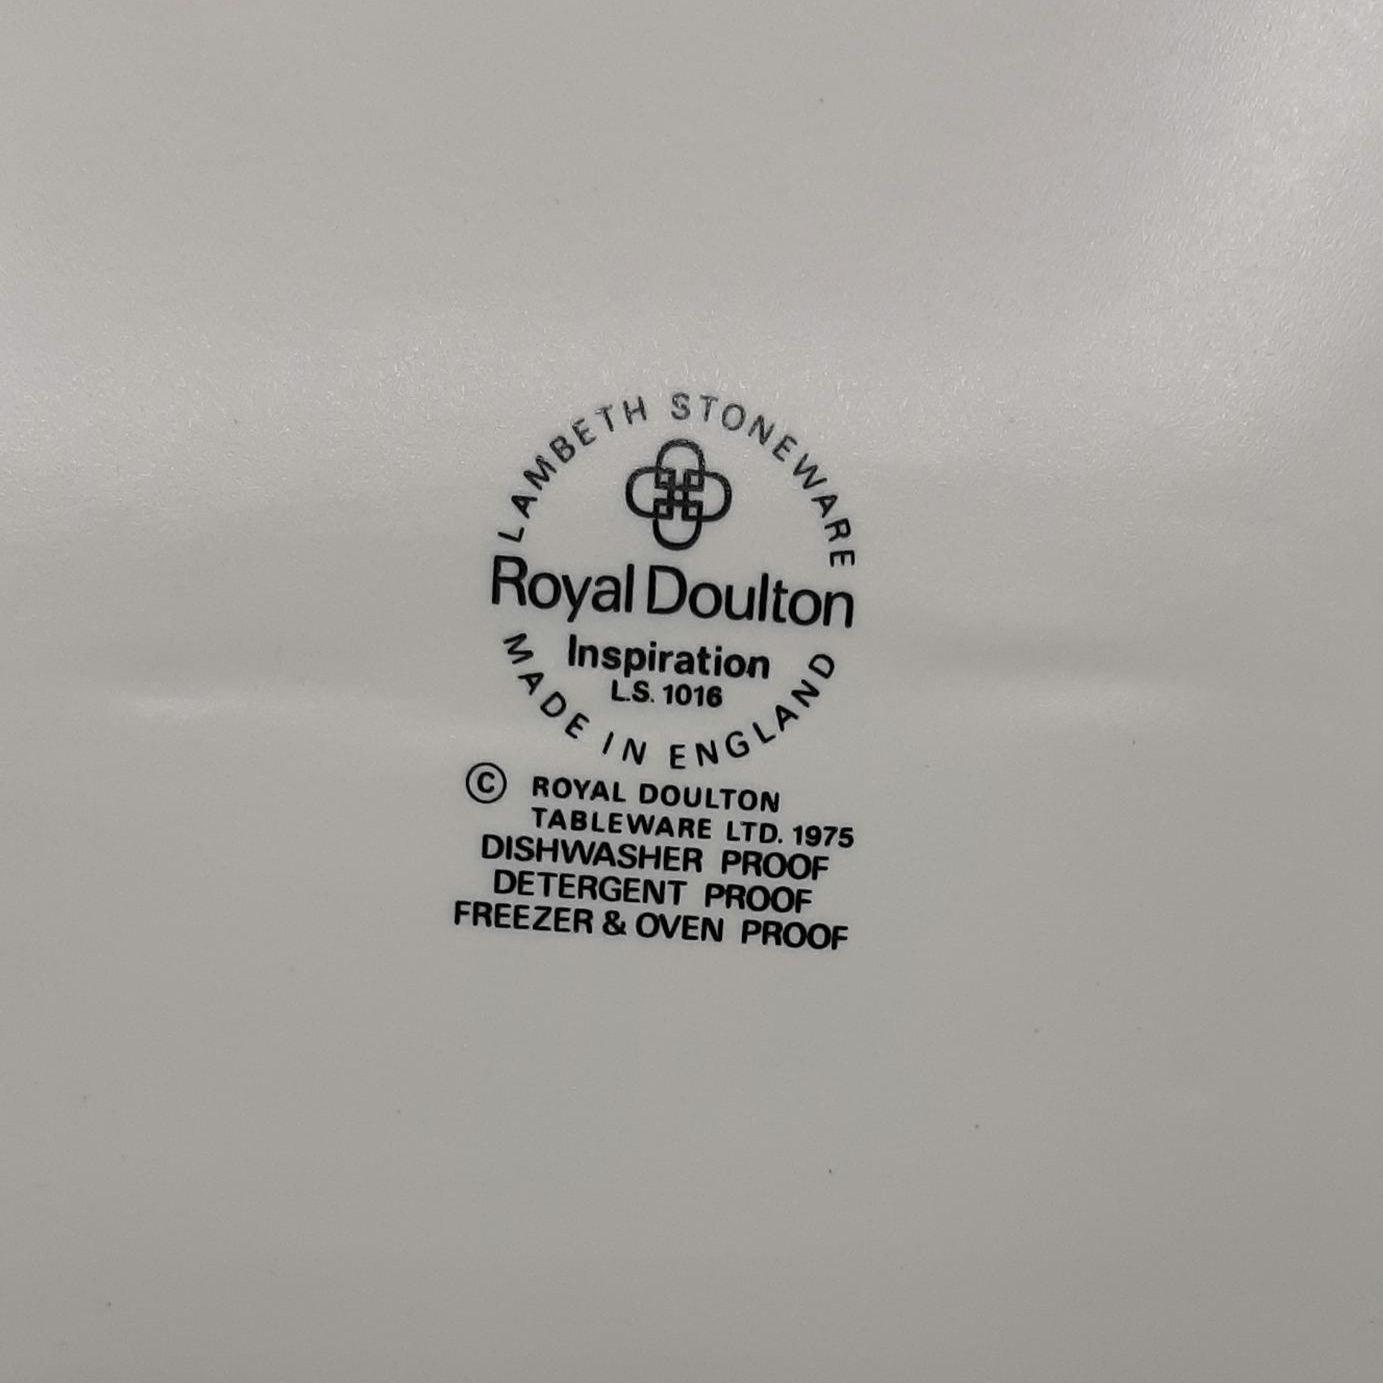 LAMBETH STONEWARE
Royal Doulton
Inspiration
L.S. 1016
MADE IN ENGLAND
© ROYAL DOULTON
TABLEWARE LTD. 1975
DISHWASHER PROOF
DETERGENT PROOF
FREEZER & OVEN PROOF